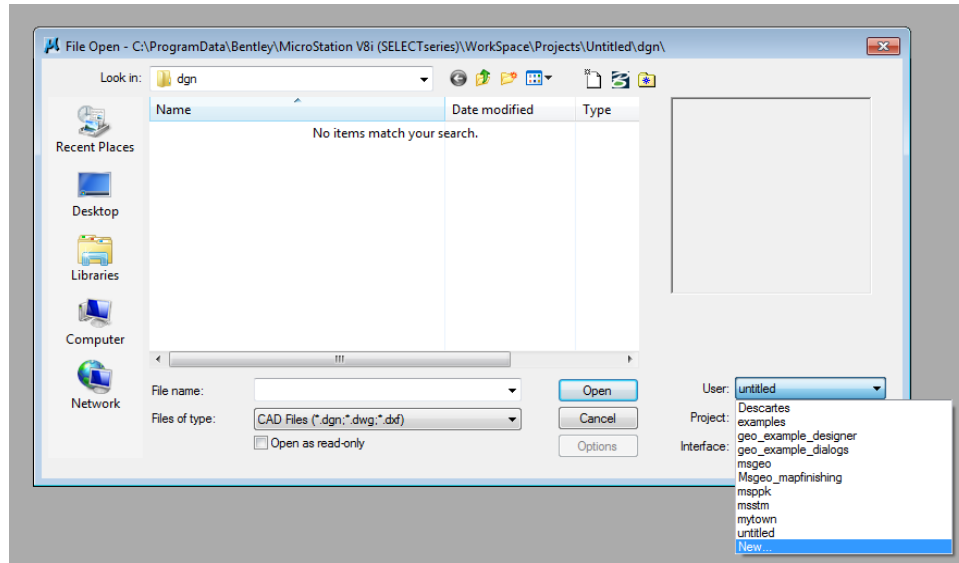 File Open - C:\ProgramData\Bentley\MicroStation V8i (SELECTseries)\WorkSpace\Projects\Untitled\dgn\
Look in: dgn
Name Date modified Type
No items match your search.
Recent Places
Desktop
Libraries
Computer
Network
File name: Open User: untitled
Files of type: CAD Files (*.dgn;*.dwg;*.dxf) Cancel Project:
Open as read-only Options Interface:
Descartes
examples
geo_example_designer
geo_example_dialogs
msgeo
Msgeo_mapfinishing
msppk
msstm
mytown
untitled
New...